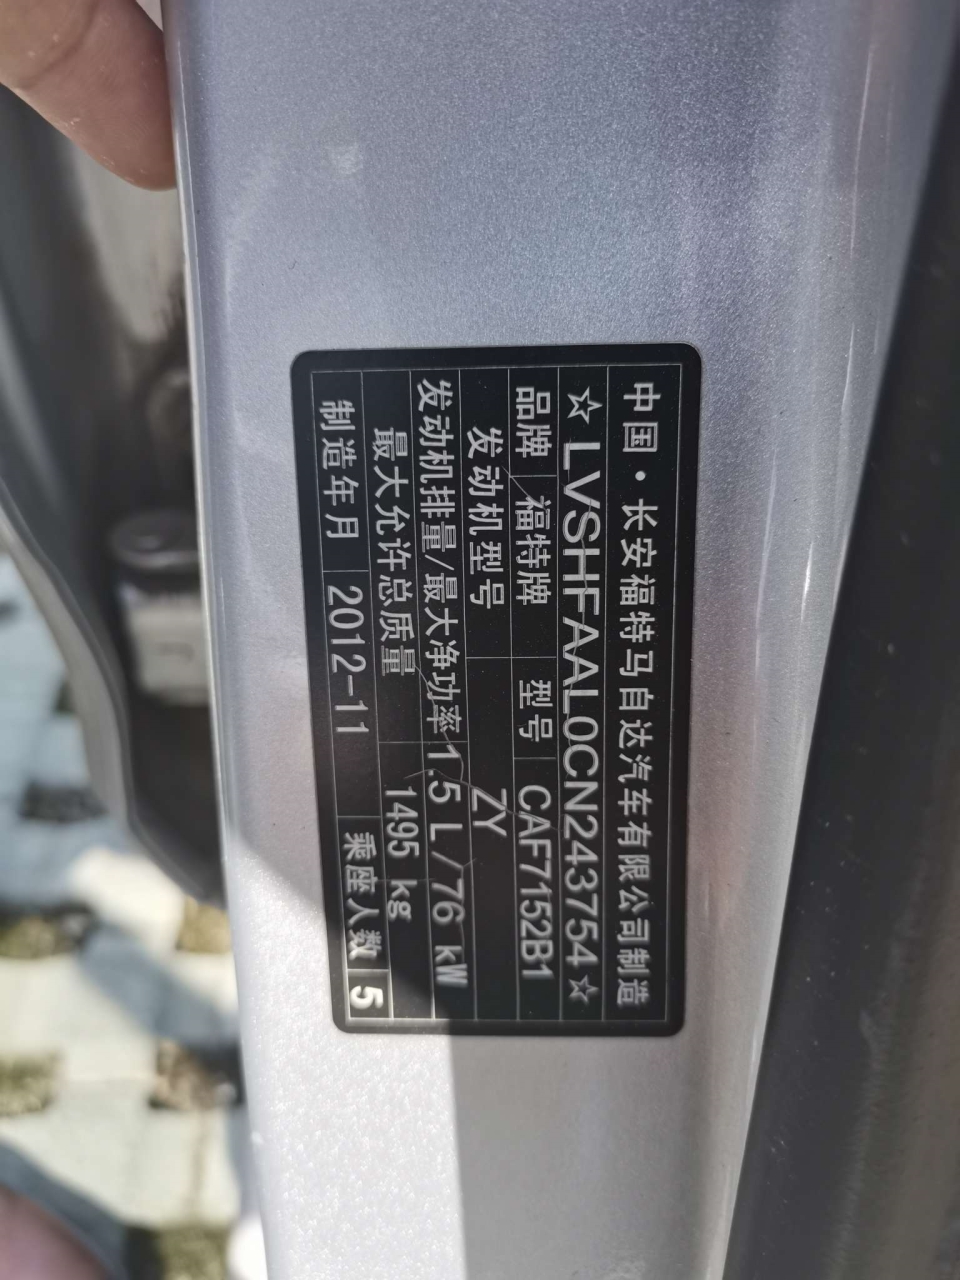 中国·长安福特马自达汽车有限公司制造
☆LVSHFAAL0CN243754☆
品牌 福特牌 型号 CAF7152B1
发动机型号 ZY
发动机排量/最大净功率 1.5 L/76 kW
最大允许总质量 1495 kg
制造年月 2012-11 乘座人数 5